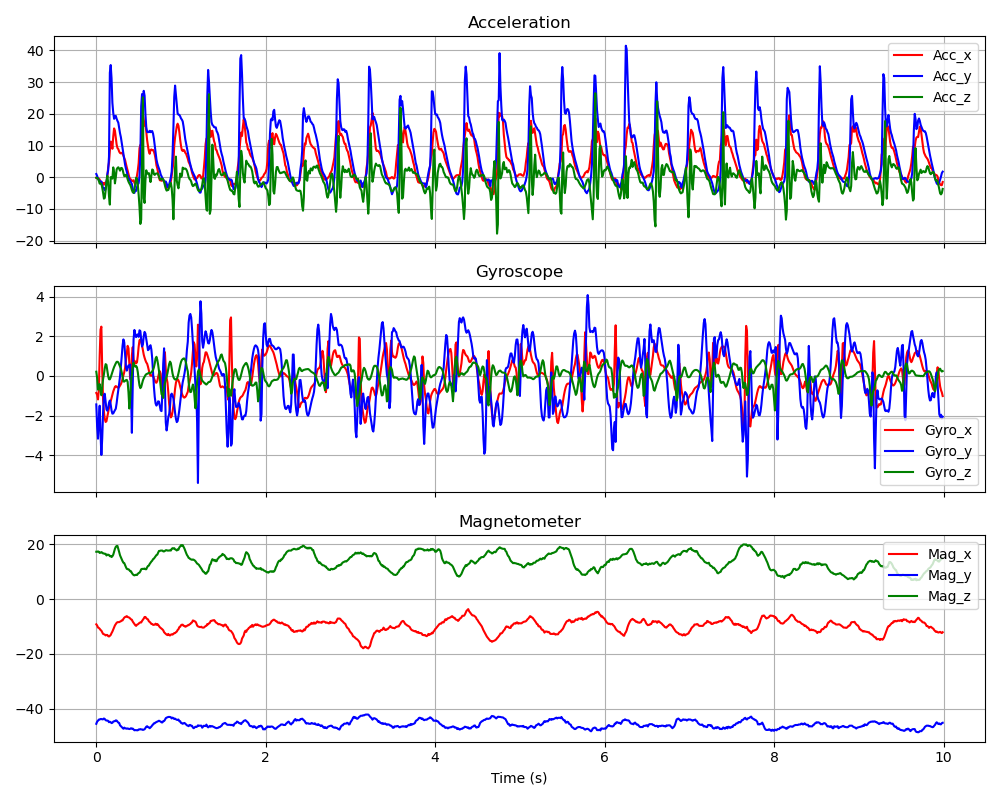 Acceleration
40
30
20
10
0
−10
−20
Acc_x
Acc_y
Acc_z
Gyroscope
4
2
0
−2
−4
Gyro_x
Gyro_y
Gyro_z
Magnetometer
20
0
−20
−40
Mag_x
Mag_y
Mag_z
0 2 4 6 8 10
Time (s)